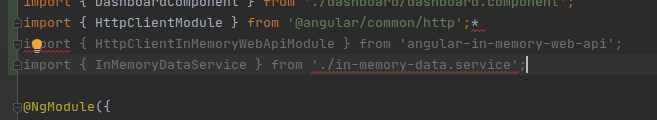 import { DashboardComponent } from './dashboard/dashboard.component';
import { HttpClientModule } from '@angular/common/http';*
import { HttpClientInMemoryWebApiModule } from 'angular-in-memory-web-api';
import { InMemoryDataService } from './in-memory-data.service';
@NgModule({